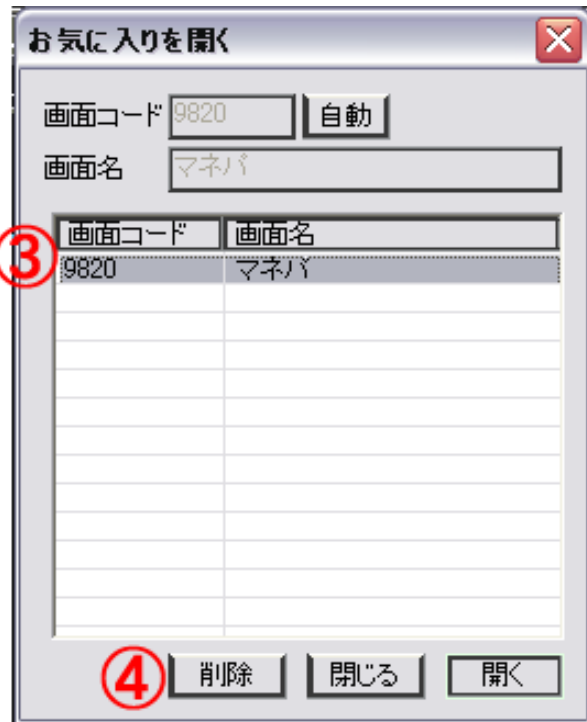 お気に入りを開く
画面コード 9820 自動
画面名 マネパ
画面コード 画面名
③ 9820 マネパ
④ 削除 閉じる 開く